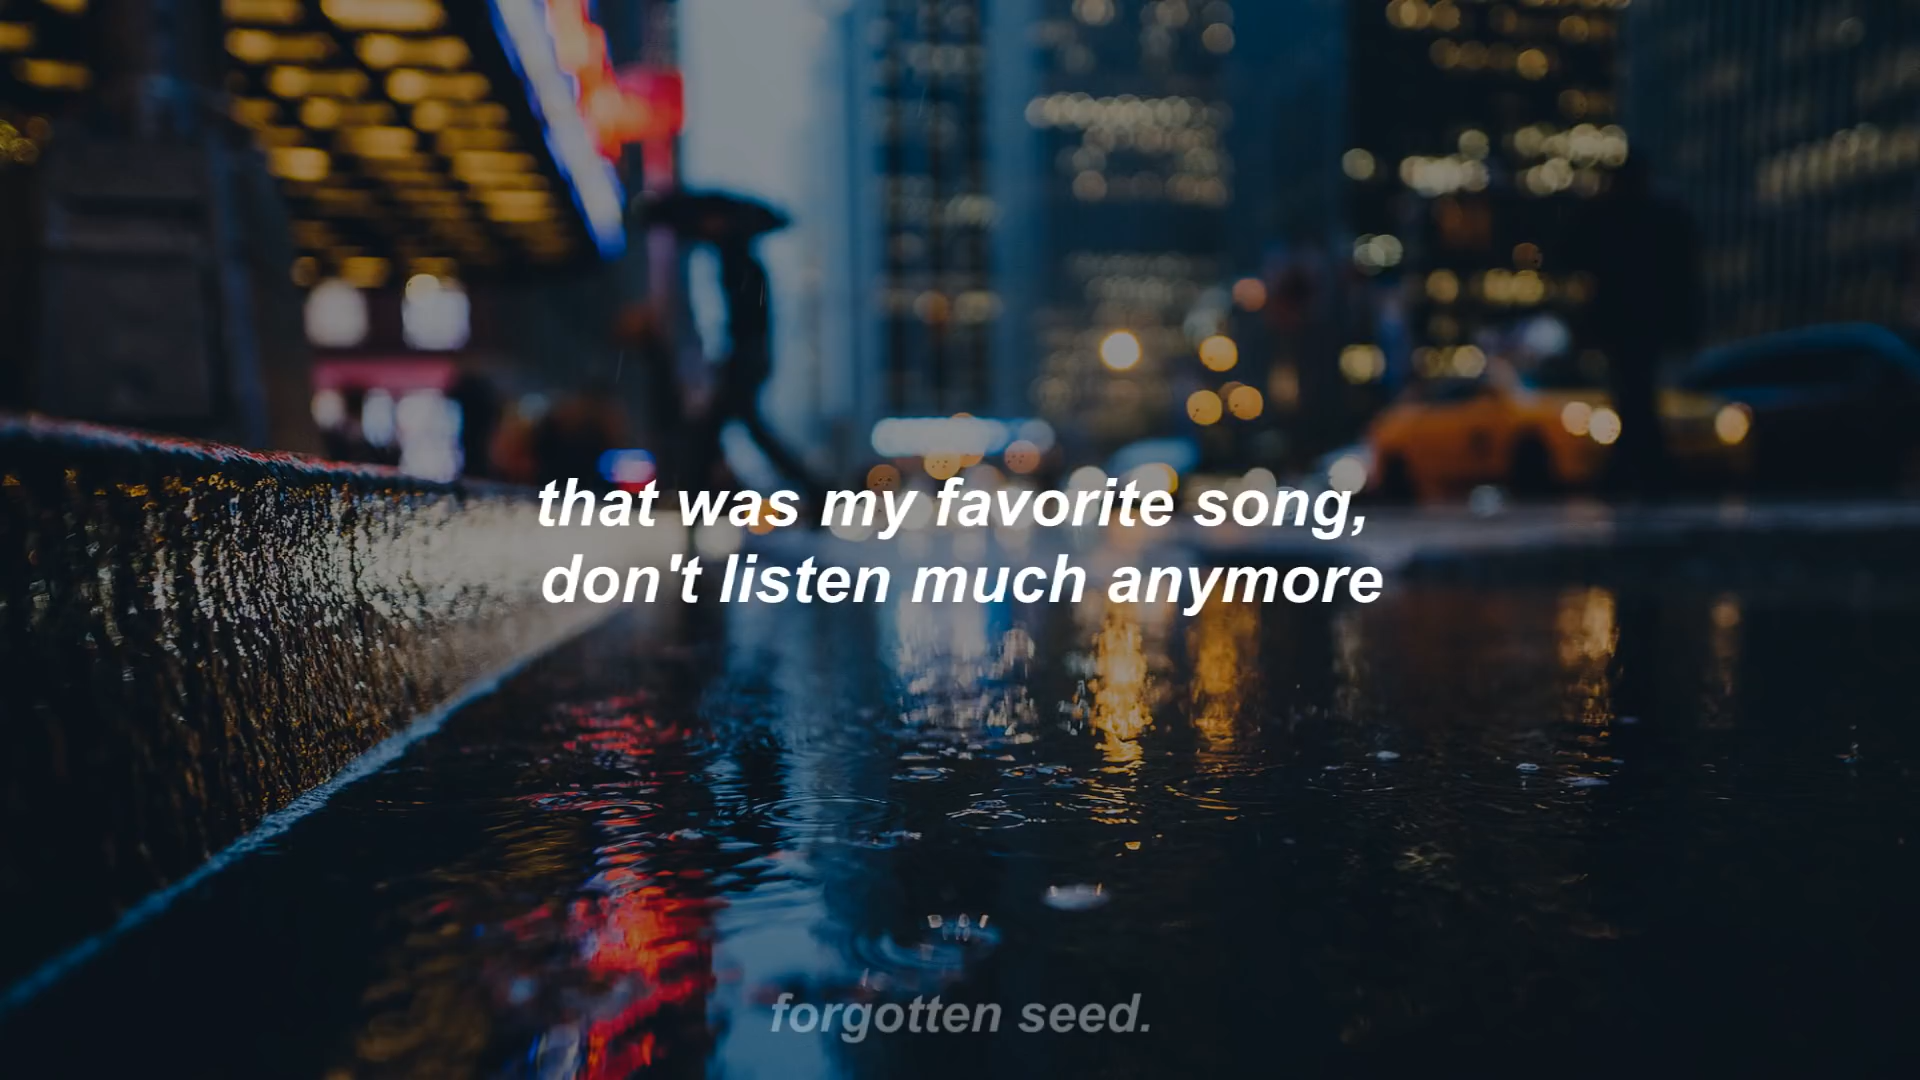 that was my favorite song,
don't listen much anymore
forgotten seed.